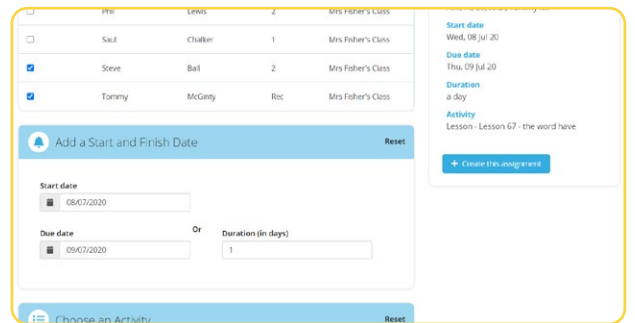 Phil Lewis 2 Mrs Fisher's Class
Saul Chalker 1 Mrs Fisher's Class
Steve Ball 2 Mrs Fisher's Class
Tommy McGinty Rec Mrs Fisher's Class
Add a Start and Finish Date Reset
Start date
08/07/2020
Due date Or Duration (in days)
09/07/2020 1
Choose an Activity Reset
Start date
Wed, 08 Jul 20
Due date
Thu, 09 Jul 20
Duration
a day
Activity
Lesson - Lesson 67 - the word have
+ Create this assignment